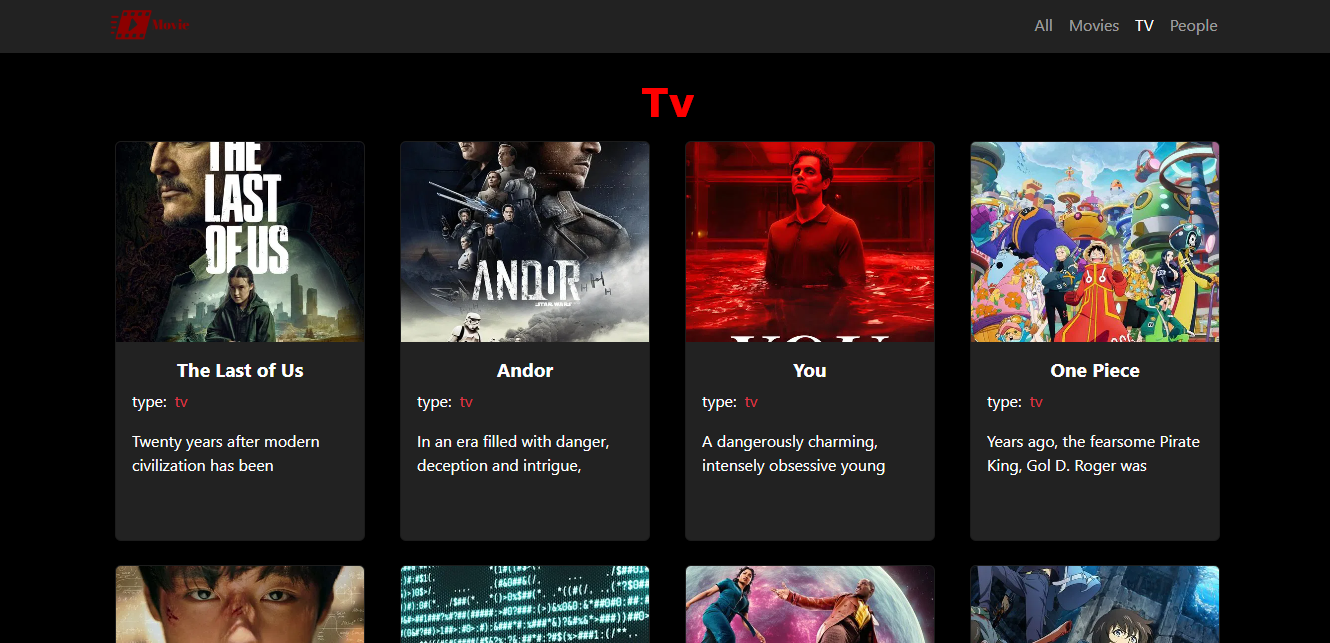 Movie
All Movies TV People
Tv
THE
LAST
OF US
ANDOR
STAR WARS
YOU
The Last of Us
type: tv
Twenty years after modern
civilization has been
Andor
type: tv
In an era filled with danger,
deception and intrigue,
You
type: tv
A dangerously charming,
intensely obsessive young
One Piece
type: tv
Years ago, the fearsome Pirate
King, Gol D. Roger was